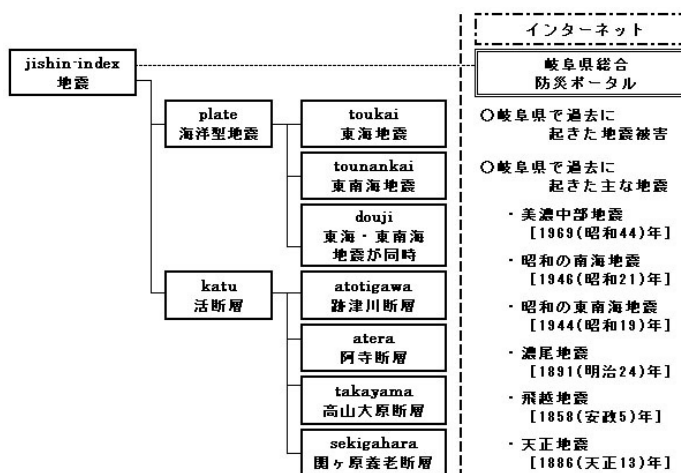 インターネット
jishin-index
地震
岐阜県総合
防災ポータル
plate
海洋型地震
toukai
東海地震
tounankai
東南海地震
douji
東海・東南海
地震が同時
katu
活断層
atotigawa
跡津川断層
atera
阿寺断層
takayama
高山大原断層
sekigahara
関ヶ原養老断層
〇岐阜県で過去に
起きた地震被害
〇岐阜県で過去に
起きた主な地震
・美濃中部地震
[1969(昭和44)年]
・昭和の南海地震
[1946(昭和21)年]
・昭和の東南海地震
[1944(昭和19)年]
・濃尾地震
[1891(明治24)年]
・飛越地震
[1858(安政5)年]
・天正地震
[1886(天正13)年]